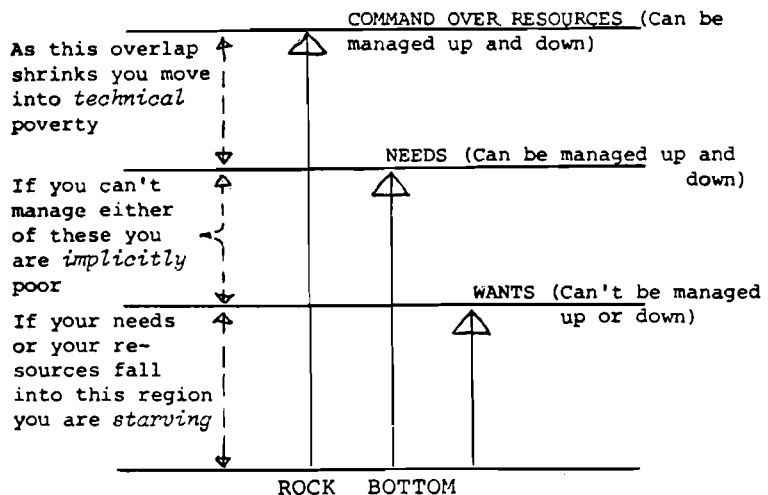 COMMAND OVER RESOURCES (Can be
managed up and down)
As this overlap
shrinks you move
into technical
poverty
NEEDS (Can be managed up and
down)
If you can't
manage either
of these you
are implicitly
poor
WANTS (Can't be managed
up or down)
If your needs
or your re-
sources fall
into this region
you are starving
ROCK BOTTOM